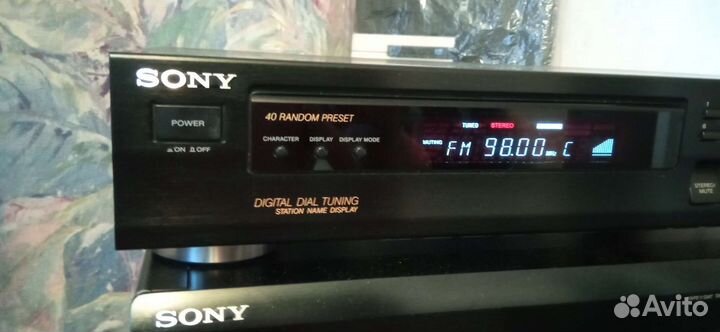 SONY
POWER
ON OFF
40 RANDOM PRESET
CHARACTER DISPLAY DISPLAY MODE
DIGITAL DIAL TUNING
STATION NAME DISPLAY
TUNED STEREO
MUTING FM 98.00 MHz C
STEREO/
MUTE
SONY
Avito